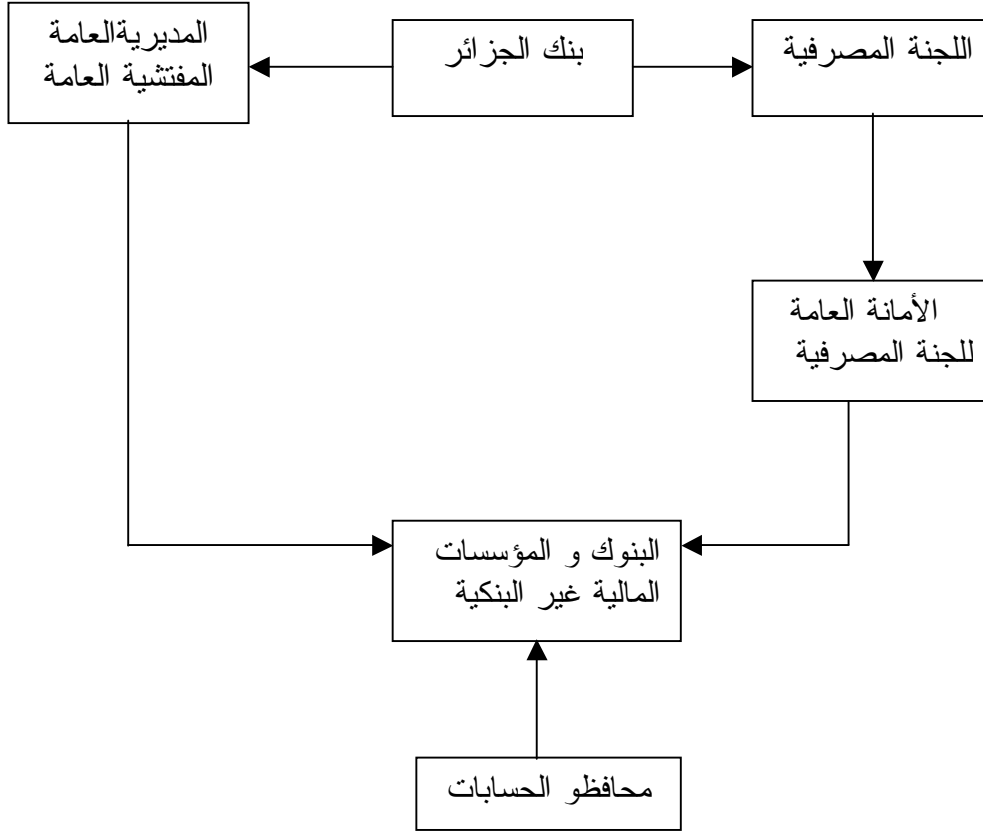 اللجنة المصرفية
بنك الجزائر
المديريةالعامة
المفتشية العامة
الأمانة العامة
للجنة المصرفية
البنوك و المؤسسات
المالية غير البنكية
محافظو الحسابات